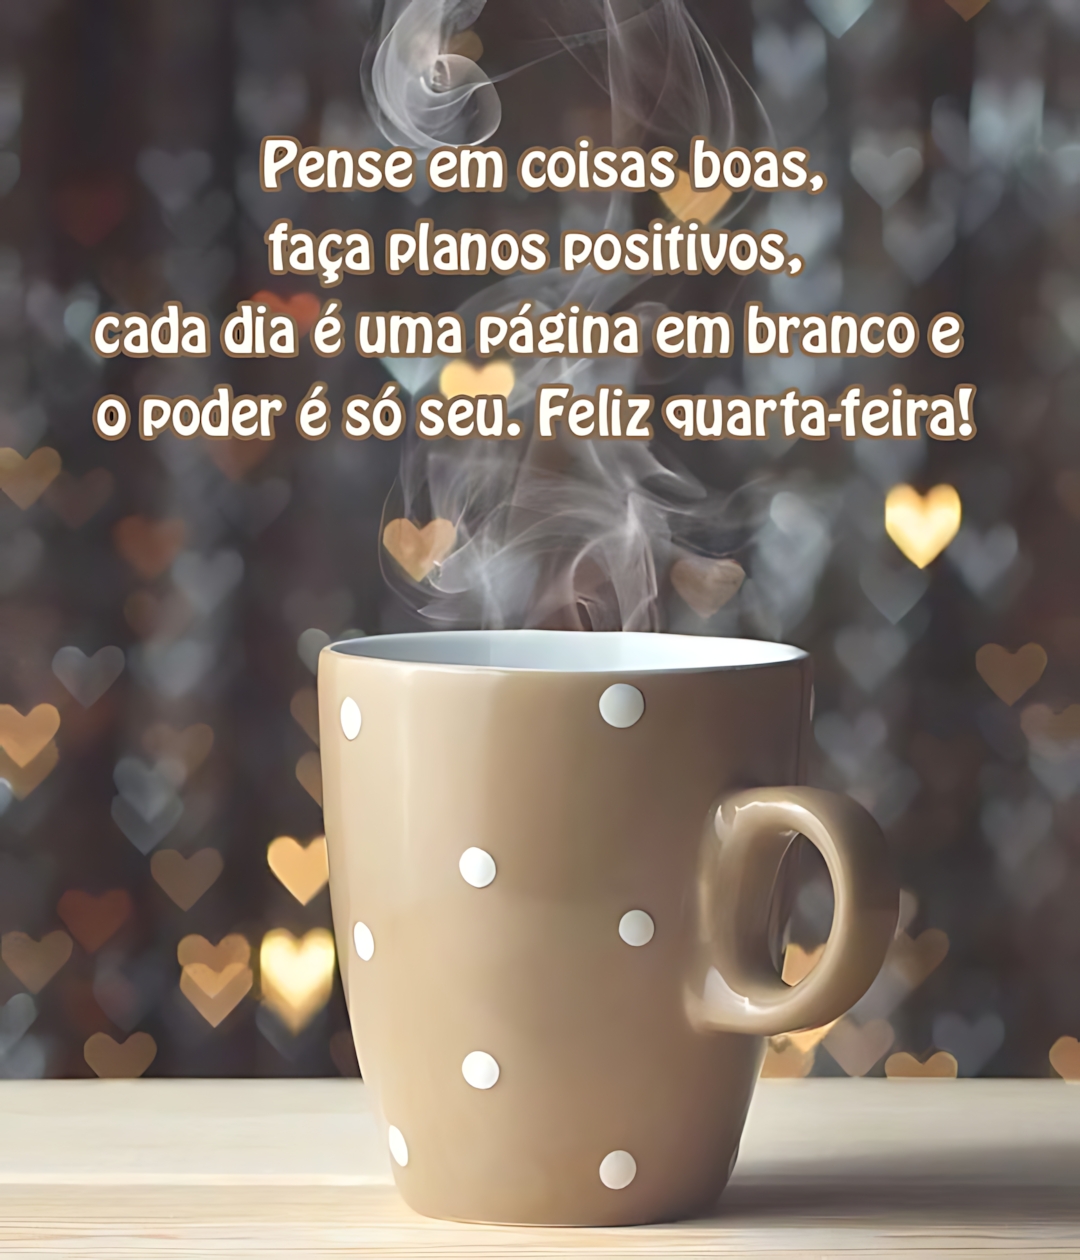 Pense em coisas boas,
faça planos positivos,
cada dia é uma página em branco e
o poder é só seu. Feliz quarta-feira!